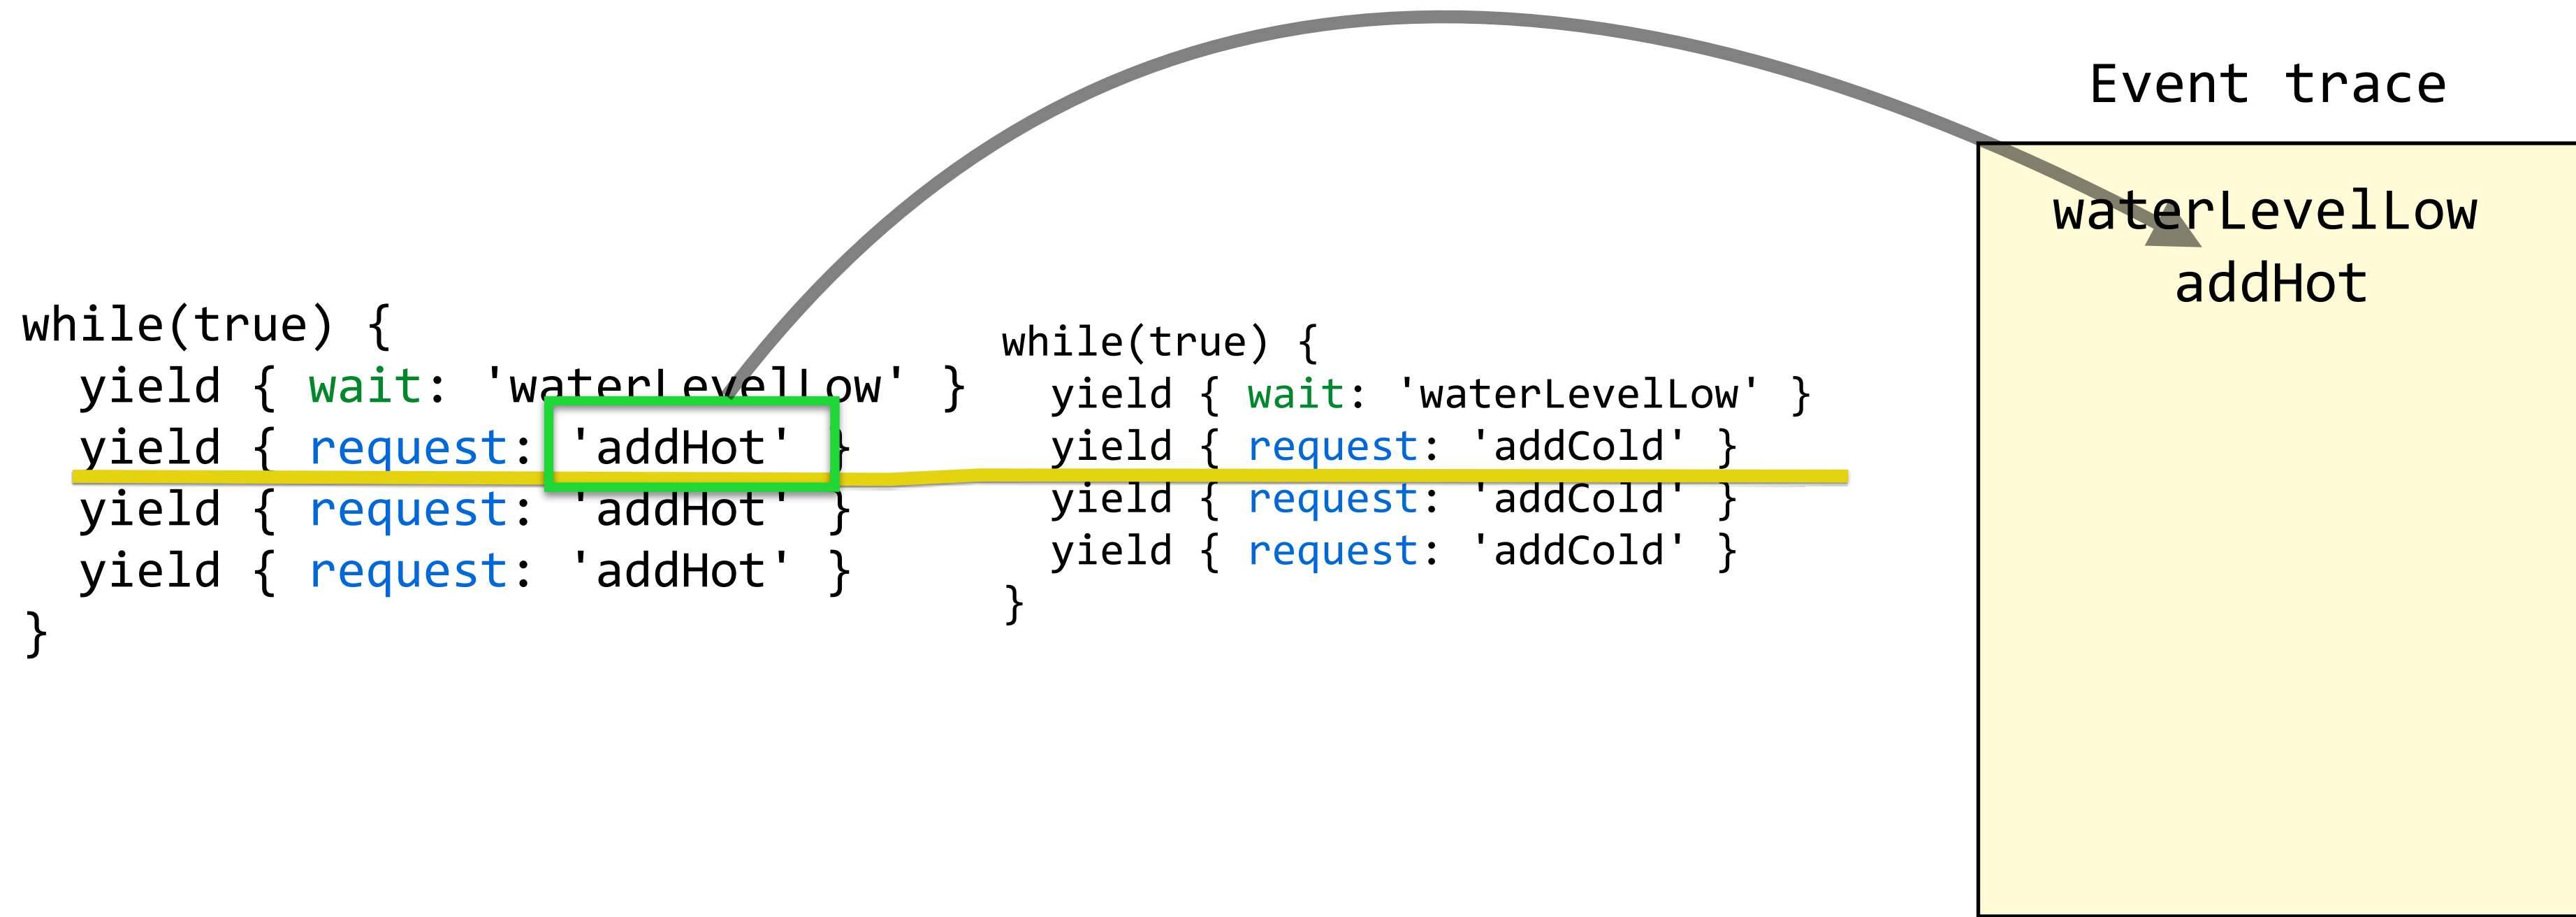 Event trace
waterLevelLow
addHot
while(true) {
  yield { wait: 'waterLevelLow' }
  yield { request: 'addHot' }
  yield { request: 'addHot' }
  yield { request: 'addHot' }
}
while(true) {
  yield { wait: 'waterLevelLow' }
  yield { request: 'addCold' }
  yield { request: 'addCold' }
  yield { request: 'addCold' }
}